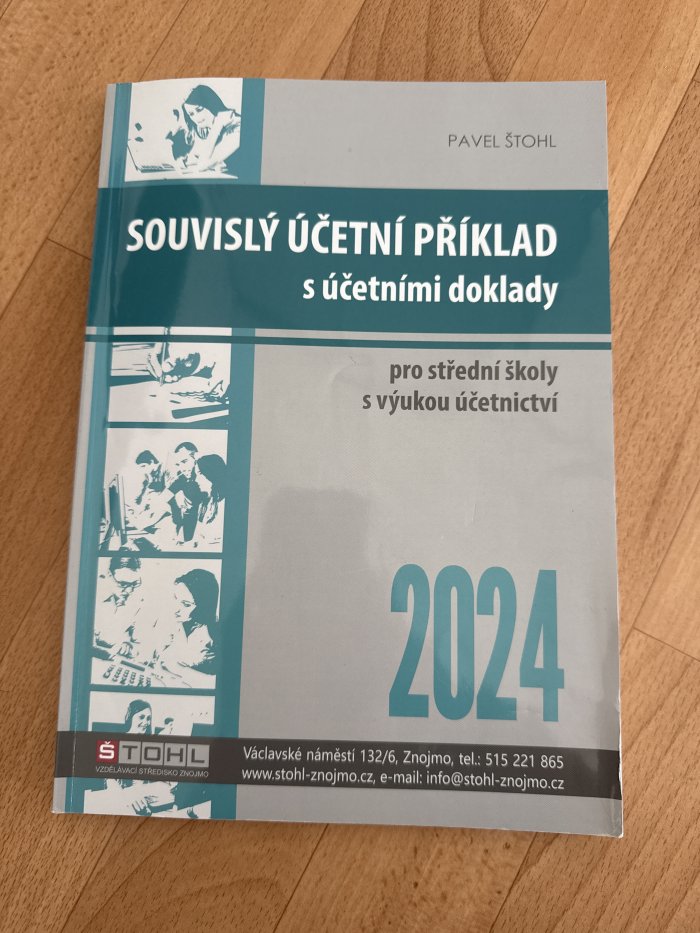 PAVEL ŠTOHL
SOUVISLÝ ÚČETNÍ PŘÍKLAD
s účetními doklady
pro střední školy
s výukou účetnictví
2024
ŠTOHL
VZDĚLÁVACÍ STŘEDISKO ZNOJMO
Václavské náměstí 132/6, Znojmo, tel.: 515 221 865
www.stohl-znojmo.cz, e-mail: info@stohl-znojmo.cz